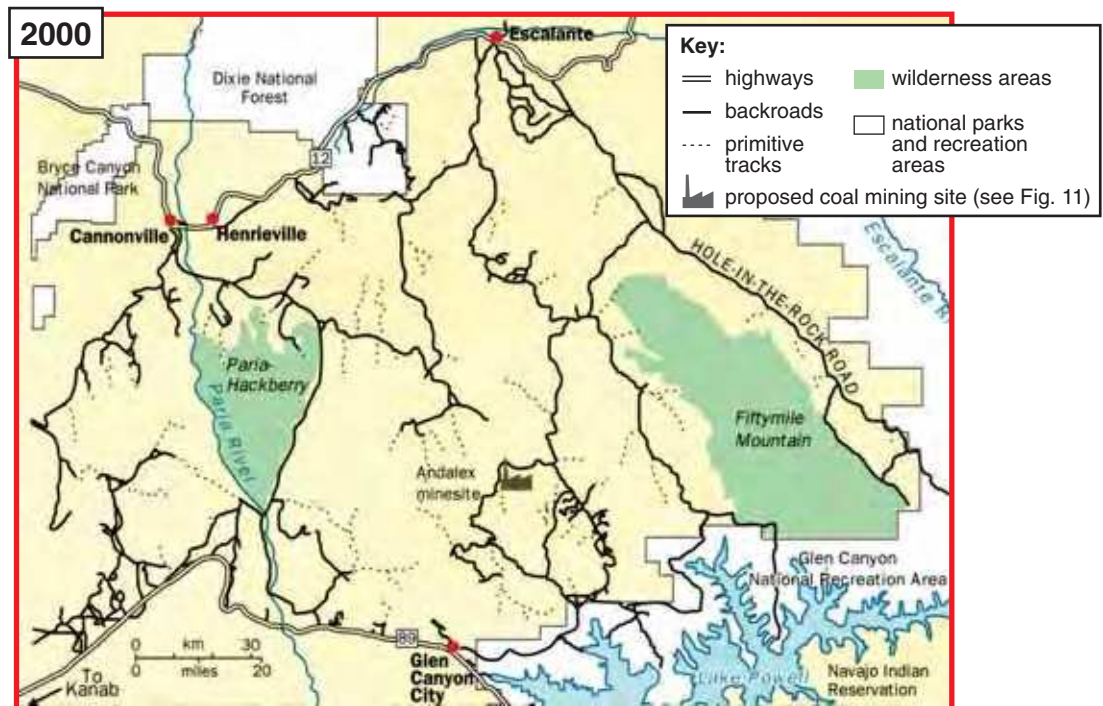 2000
Escalante
Dixie National
Forest
12
Bryce Canyon
National Park
Cannonville
Henrieville
Key:
highways
backroads
primitive
tracks
wilderness areas
national parks
and recreation
areas
proposed coal mining site (see Fig. 11)
Escalante
HOLE-IN-THE-ROCK ROAD
Paria-
Hackberry
Paria River
Fiftymile
Mountain
Andalex
minesite
Glen Canyon
National Recreation Area
89
0 km 30
0 miles 20
To
Kanab
Glen
Canyon
City
Lake Powell
Navajo Indian
Reservation